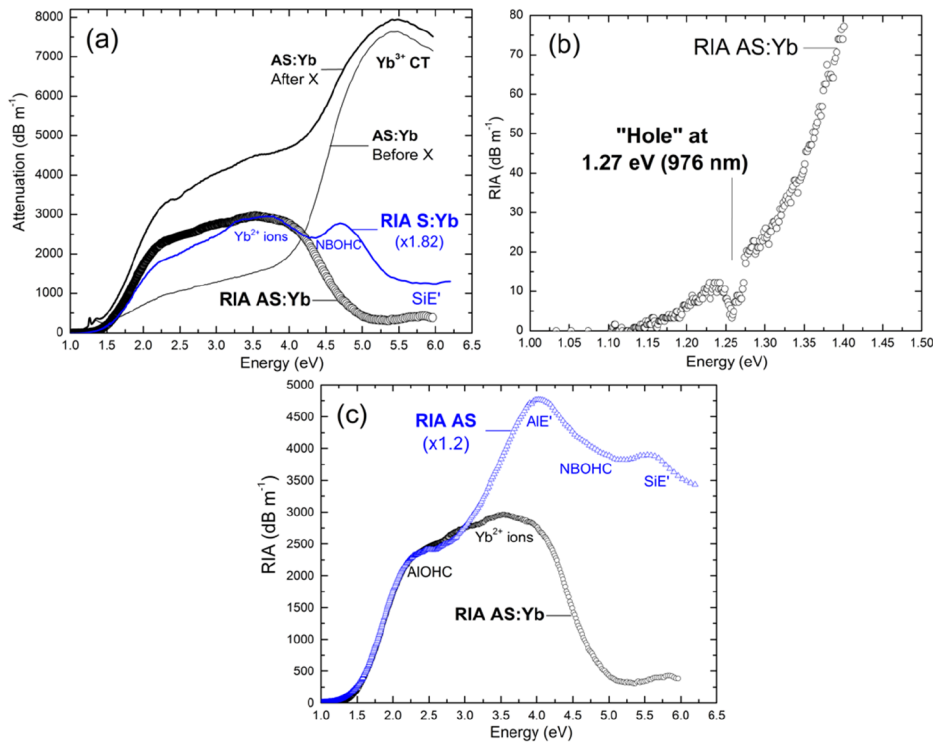 (a)
8000
7000
6000
5000
4000
3000
2000
1000
0
Attenuation (dB m⁻¹)
AS:Yb
After X
Yb³⁺ CT
AS:Yb
Before X
RIA S:Yb
(x1.82)
Yb²⁺ ions
NBOHC
RIA AS:Yb
SiE'
1.0 1.5 2.0 2.5 3.0 3.5 4.0 4.5 5.0 5.5 6.0 6.5
Energy (eV)
(b)
80
70
60
50
40
30
20
10
0
RIA (dB m⁻¹)
RIA AS:Yb
"Hole" at
1.27 eV (976 nm)
1.00 1.05 1.10 1.15 1.20 1.25 1.30 1.35 1.40 1.45 1.50
Energy (eV)
(c)
5000
4500
4000
3500
3000
2500
2000
1500
1000
500
0
RIA (dB m⁻¹)
RIA AS
(x1.2)
AlE'
NBOHC
SiE'
Yb²⁺ ions
AlOHC
RIA AS:Yb
1.0 1.5 2.0 2.5 3.0 3.5 4.0 4.5 5.0 5.5 6.0 6.5
Energy (eV)